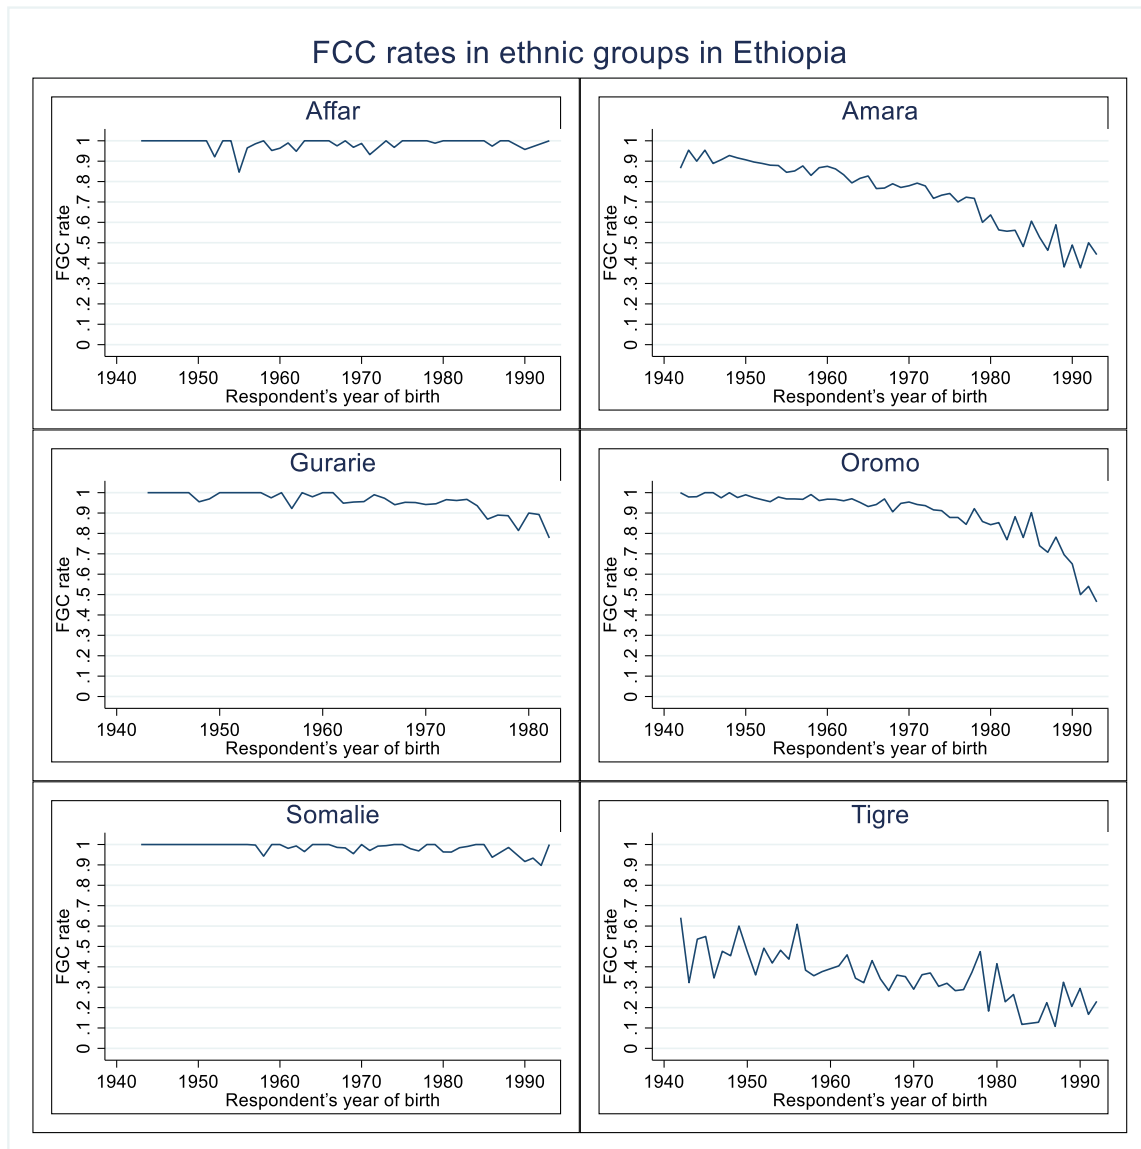 FCC rates in ethnic groups in Ethiopia
Affar
FGC rate
0 .1 .2 .3 .4 .5 .6 .7 .8 .9 1
1940 1950 1960 1970 1980 1990
Respondent's year of birth
Amara
FGC rate
0 .1 .2 .3 .4 .5 .6 .7 .8 .9 1
1940 1950 1960 1970 1980 1990
Respondent's year of birth
Gurarie
FGC rate
0 .1 .2 .3 .4 .5 .6 .7 .8 .9 1
1940 1950 1960 1970 1980
Respondent's year of birth
Oromo
FGC rate
0 .1 .2 .3 .4 .5 .6 .7 .8 .9 1
1940 1950 1960 1970 1980 1990
Respondent's year of birth
Somalie
FGC rate
0 .1 .2 .3 .4 .5 .6 .7 .8 .9 1
1940 1950 1960 1970 1980 1990
Respondent's year of birth
Tigre
FGC rate
0 .1 .2 .3 .4 .5 .6 .7 .8 .9 1
1940 1950 1960 1970 1980 1990
Respondent's year of birth